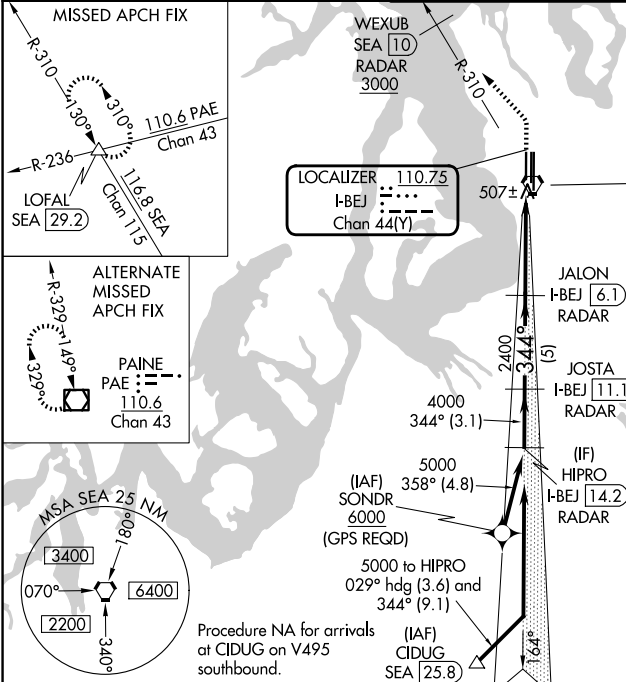 MISSED APCH FIX
R-310
130°
310°
110.6 PAE
Chan 43
R-236
LOFAL
SEA 29.2
116.8 SEA
Chan 115
ALTERNATE
MISSED
APCH FIX
R-329
149°
329°
PAINE
PAE
110.6
Chan 43
MSA SEA 25 NM
180°
3400
070°
6400
2200
340°
WEXUB
SEA 10
RADAR
3000
R-310
LOCALIZER 110.75
I-BEJ
Chan 44(Y)
507±
JALON
I-BEJ 6.1
RADAR
2400
344°
(5)
JOSTA
I-BEJ 11.1
RADAR
4000
344° (3.1)
(IF)
HIPRO
I-BEJ 14.2
RADAR
5000
358° (4.8)
(IAF)
SONDR
6000
(GPS REQD)
5000 to HIPRO
029° hdg (3.6) and
344° (9.1)
(IAF)
CIDUG
SEA 25.8
164°
Procedure NA for arrivals
at CIDUG on V495
southbound.